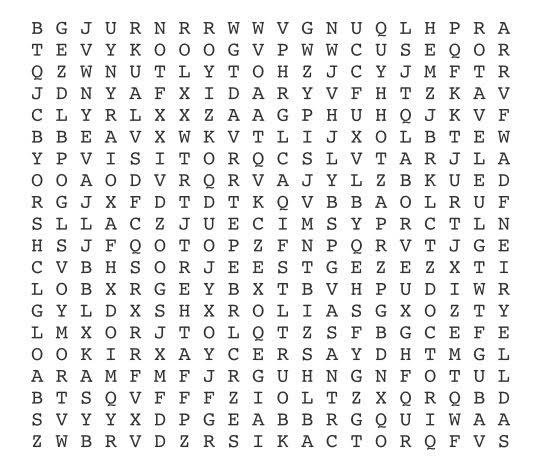 B G J U R N R R W W V G N U Q L H P R A
T E V Y K O O O G V P W W C U S E Q O R
Q Z W N U T L Y T O H Z J C Y J M F T R
J D N Y A F X I D A R Y V F H T Z K A V
C L Y R L X X Z A A G P H U H Q J K V F
B B E A V X W K V T L I J X O L B T E W
Y P V I S I T O R Q C S L V T A R J L A
O O A O D V R Q R V A J Y L Z B K U E D
R G J X F D T D T K Q V B B A O L R U F
S L L A C Z J U E C I M S Y P R C T L N
H S J F Q O T O P Z F N P Q R V T J G E
C V B H S O R J E E S T G E Z E Z X T I
L O B X R G E Y B X T B V H P U D I W R
G Y L D X S H X R O L I A S G X O Z T Y
L M X O R J T O L Q T Z S F B G C E F E
O O K I R X A Y C E R S A Y D H T M G L
A R A M F M F J R G U H N G N F O T U L
B T S Q V F F F Z I O L T Z X Q R Q B D
S V Y Y X D P G E A B B R G Q U I W A A
Z W B R V D Z R S I K A C T O R Q F V S